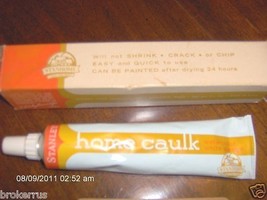 Will not SHRINK - CRACK - or CHIP
EASY and QUICK to use
CAN BE PAINTED after drying 24 hours
STANLEY
home caulk
08/09/2011 02:52 am
brokerrus